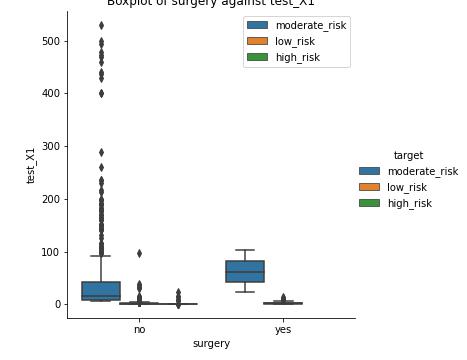 Boxplot of surgery against test_X1
moderate_risk
low_risk
high_risk
500
400
300
200
100
0
test_X1
no
yes
surgery
target
moderate_risk
low_risk
high_risk